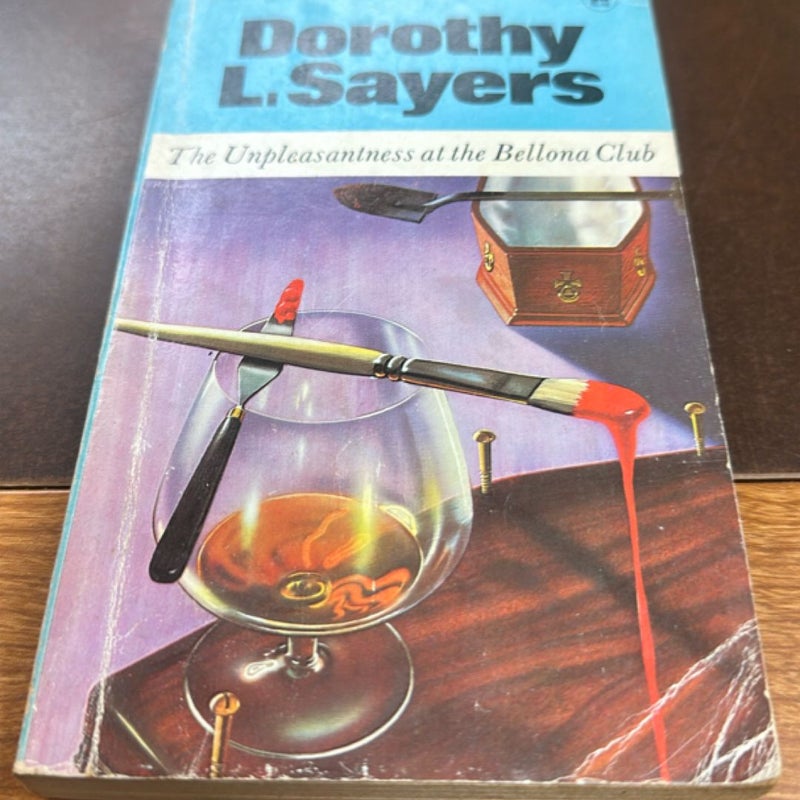 Dorothy
L. Sayers
The Unpleasantness at the Bellona Club